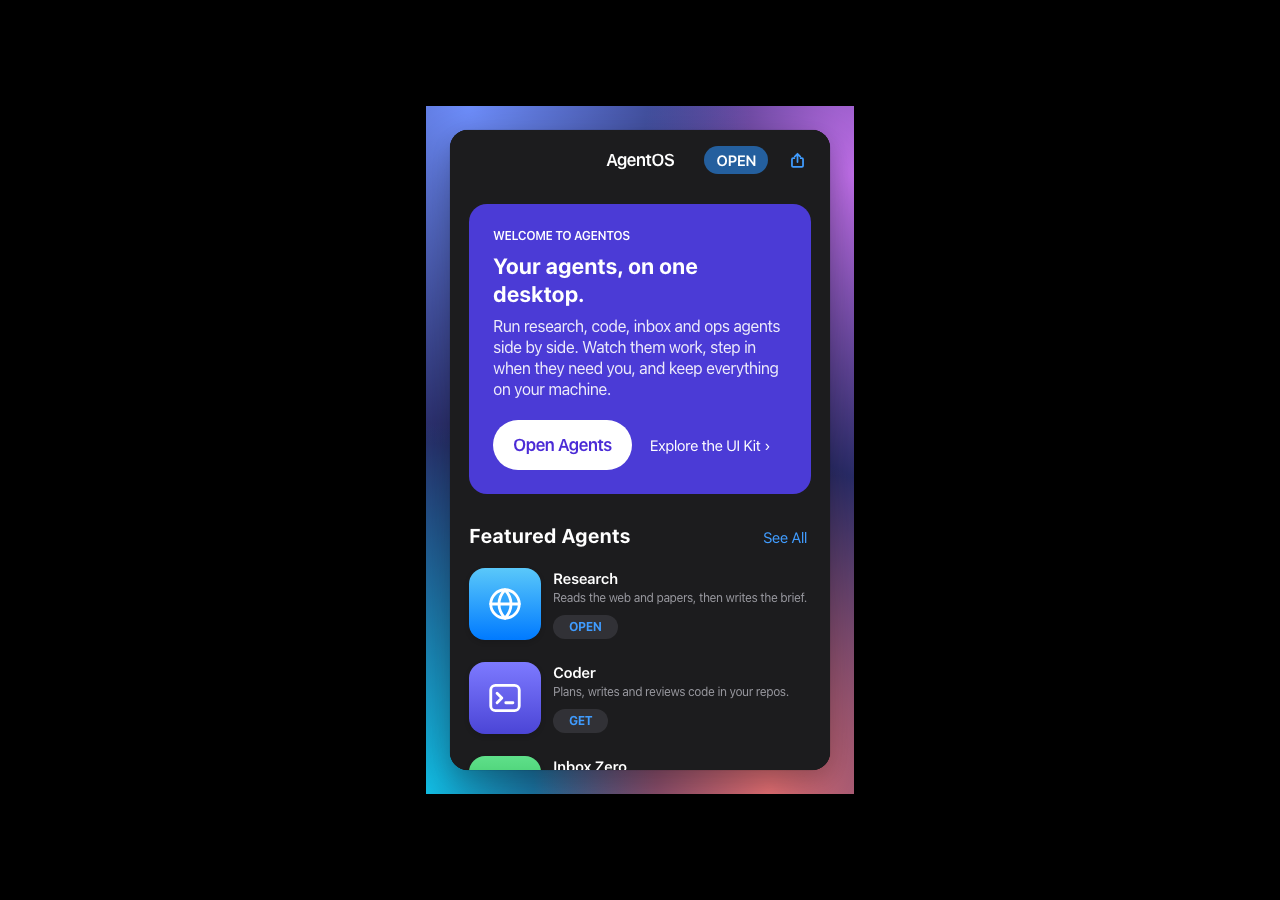 AgentOS OPEN
WELCOME TO AGENTOS
Your agents, on one
desktop.
Run research, code, inbox and ops agents
side by side. Watch them work, step in
when they need you, and keep everything
on your machine.
Open Agents Explore the UI Kit ›
Featured Agents See All
Research
Reads the web and papers, then writes the brief.
OPEN
Coder
Plans, writes and reviews code in your repos.
GET
Inbox Zero